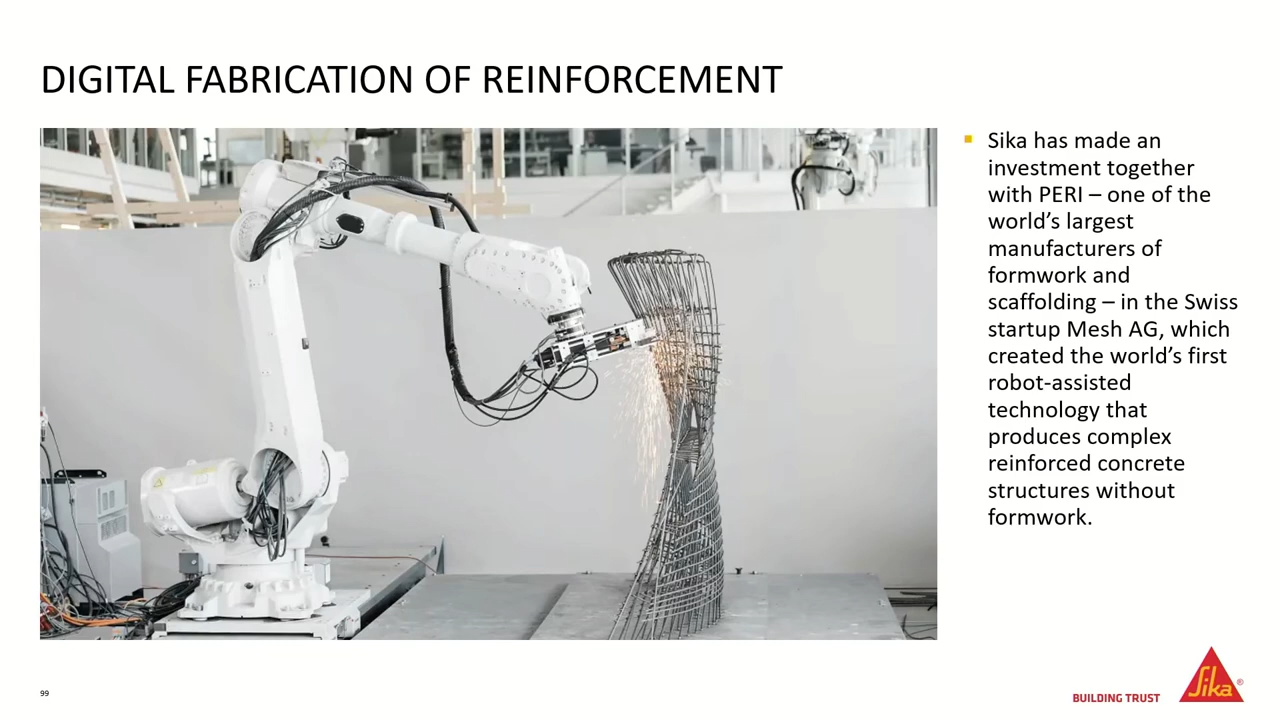 DIGITAL FABRICATION OF REINFORCEMENT
Sika has made an
investment together
with PERI – one of the
world’s largest
manufacturers of
formwork and
scaffolding – in the Swiss
startup Mesh AG, which
created the world’s first
robot-assisted
technology that
produces complex
reinforced concrete
structures without
formwork.
99
BUILDING TRUST
Sika®